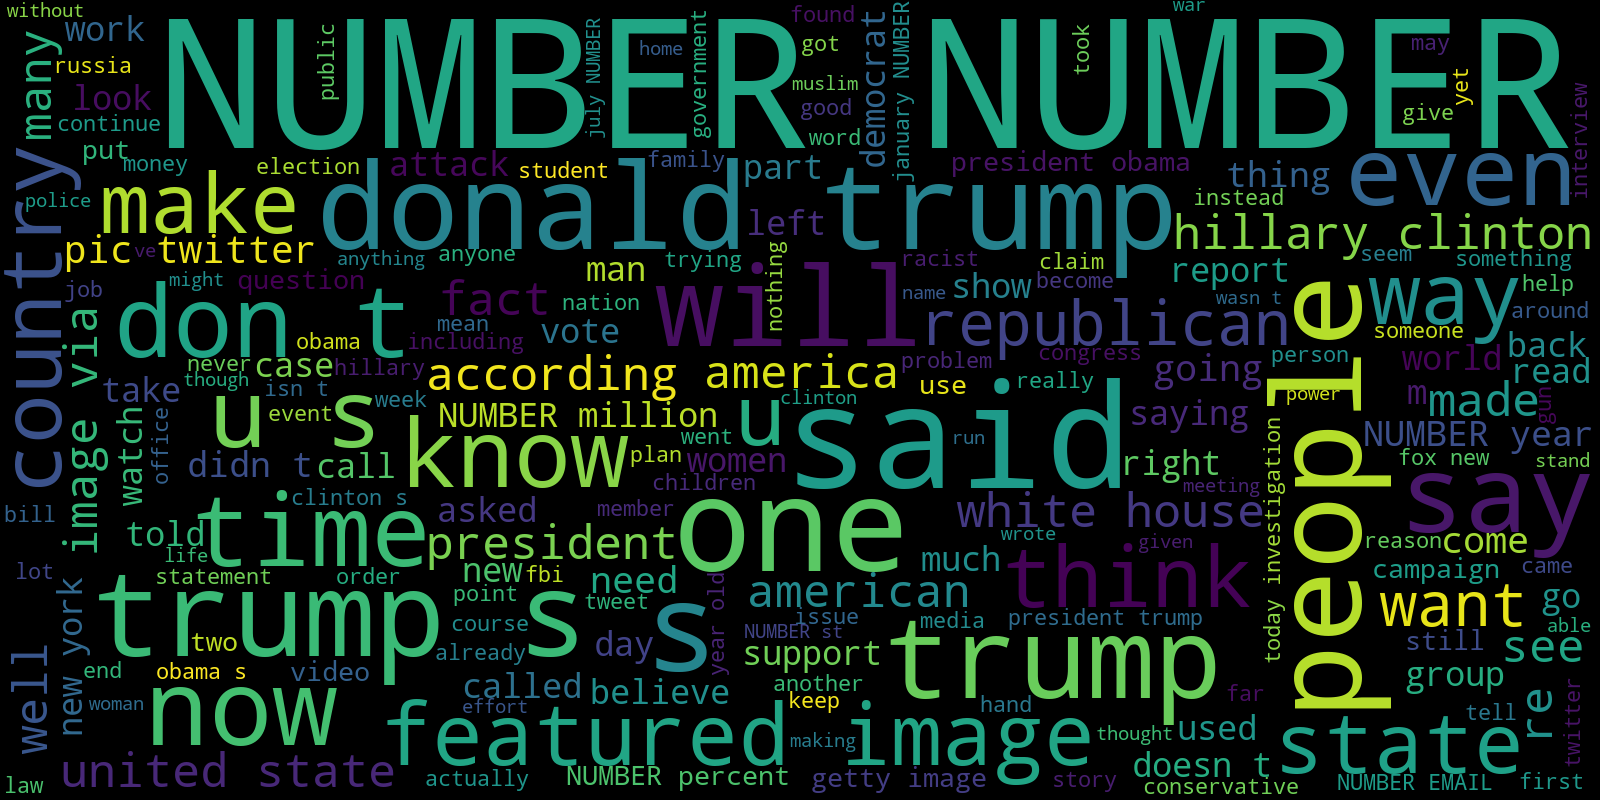 without
work
NUMBER NUMBER
found
war
many
russia
public
home
government
got
democrat
january NUMBER
took
may
yet
look
july NUMBER
muslim
good
give
interview
continue
word
put
money
election
attack
student
family
part
president obama
thing
even
country
police
make
donald trump
instead
left
hillary clinton
pic twitter
ve
anything
anyone
trying
nothing
racist
claim
seem
something
job
might
question
man
show
become
report
way
help
don t
fact
nation
will
name
wasn t
people
around
image via
mean
vote
republican
someone
obama
including
back
never
case
hillary
problem
congress
person
world
take
though
isn t
according
america
use
really
going
read
us
week
clinton
power
m
made
gun
watch
event
NUMBER million
u
said
saying
office
know
went
run
NUMBER year
didn t
call
plan
women
right
fox new
stand
children
meeting
say
clinton s
today investigation
bill
asked
member
one
white house
told
time
president
wrote
given
reason
come
life
much
think
lot
new york
statement
order
new
fbi
need
american
campaign
came
point
year old
want
go
trump s
tweet
s
issue
media
president trump
able
two
course
day
NUMBER st
trump
still
see
well
already
support
end
obama s
video
believe
another
group
called
keep
far
re
woman
now
effort
hand
tell
featured image
making
thought
used
state
twitter
united state
doesn t
law
actually
NUMBER percent
getty image
story
conservative
NUMBER EMAIL
first